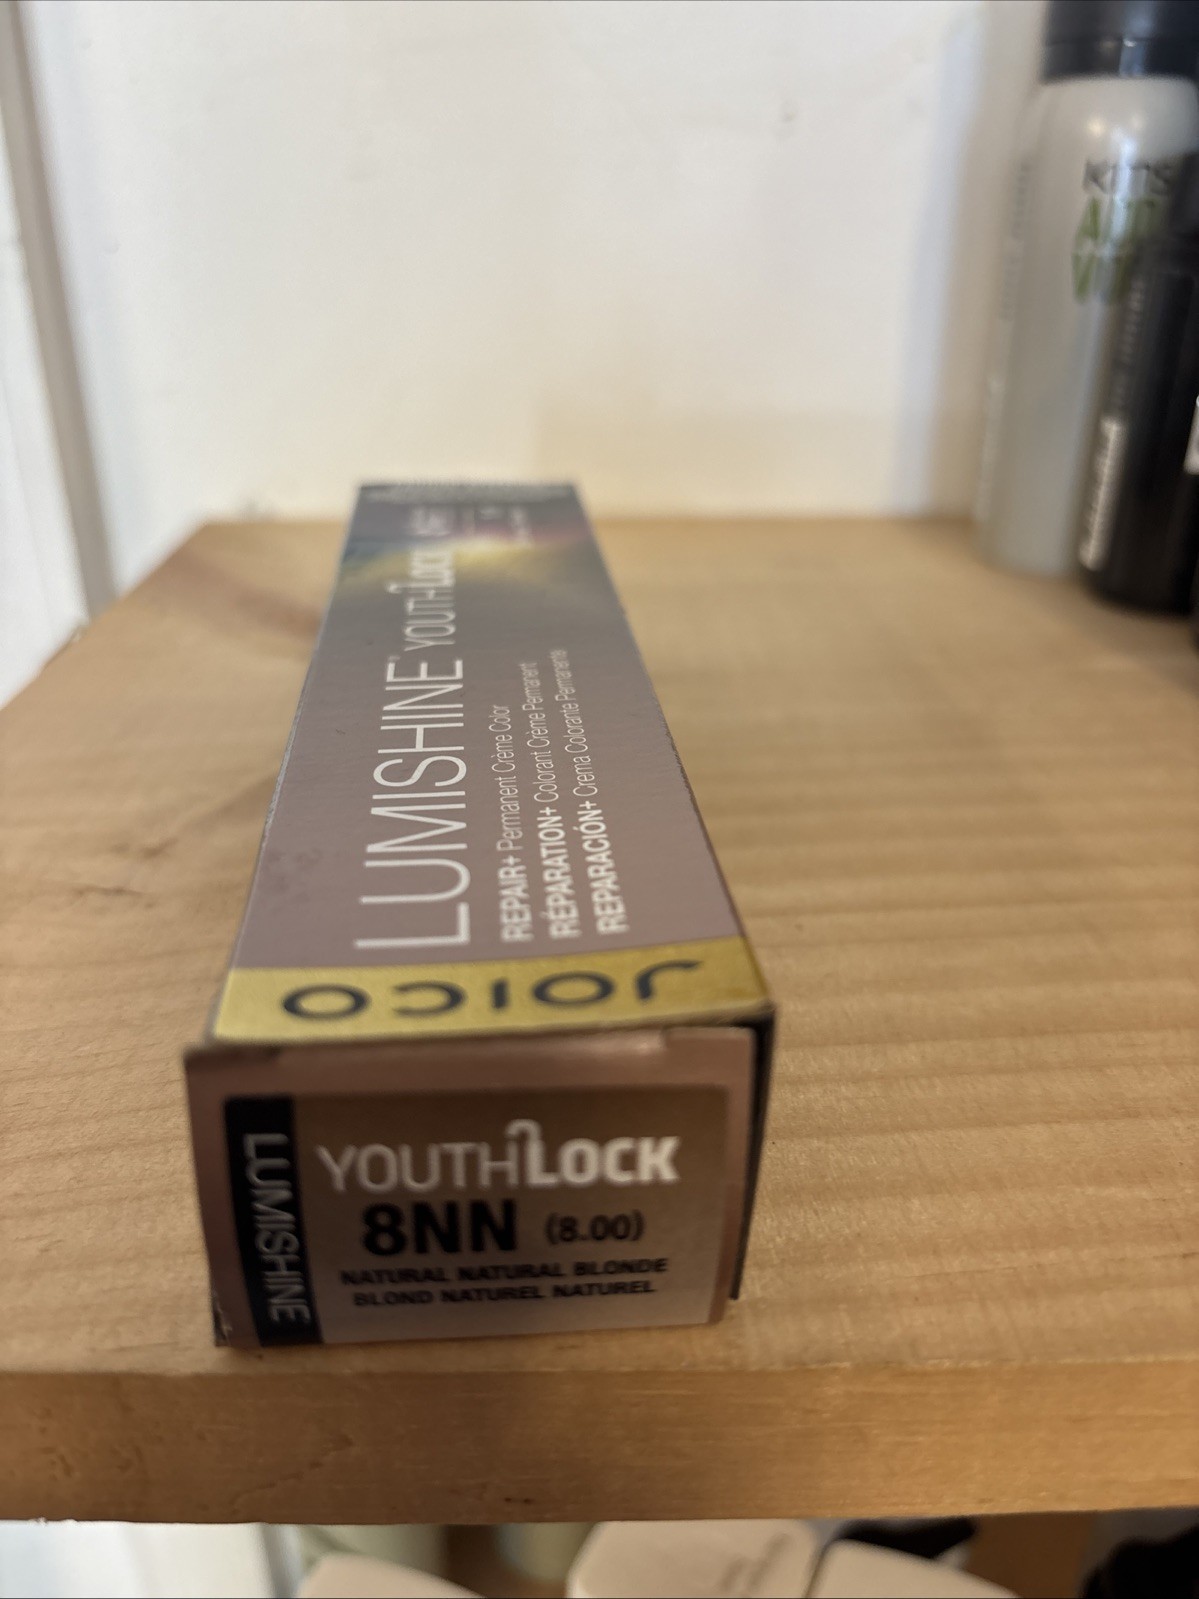 LUMISHINE® YOUTHLOCK
REPAIR+ Permanent Crème Color
RÉPARATION+ Colorant Crème Permanent
REPARACIÓN+ Crema Colorante Permanente
JOICO
LUMISHINE
YOUTHLOCK
8NN (8.00)
NATURAL NATURAL BLONDE
BLOND NATUREL NATUREL